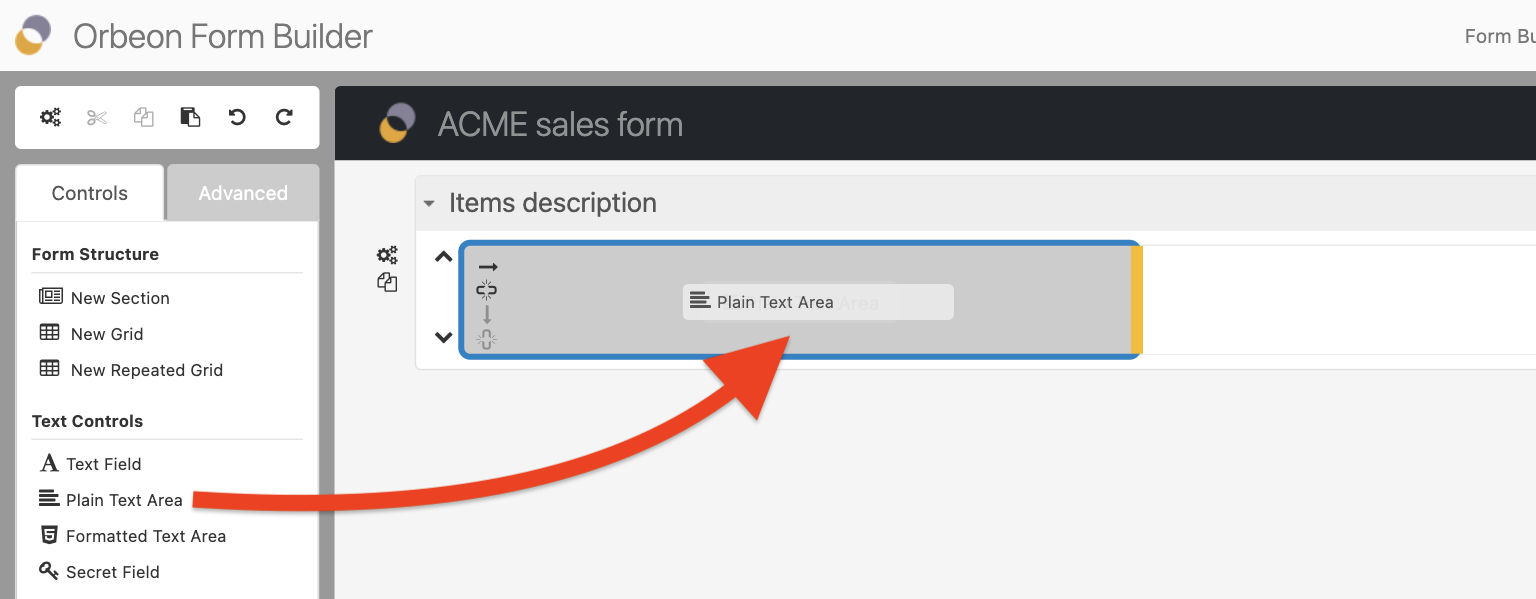 Orbeon Form Builder
Form Bu
ACME sales form
Controls
Advanced
Items description
Form Structure
New Section
New Grid
New Repeated Grid
Plain Text Area
Text Controls
Text Field
Plain Text Area
Formatted Text Area
Secret Field